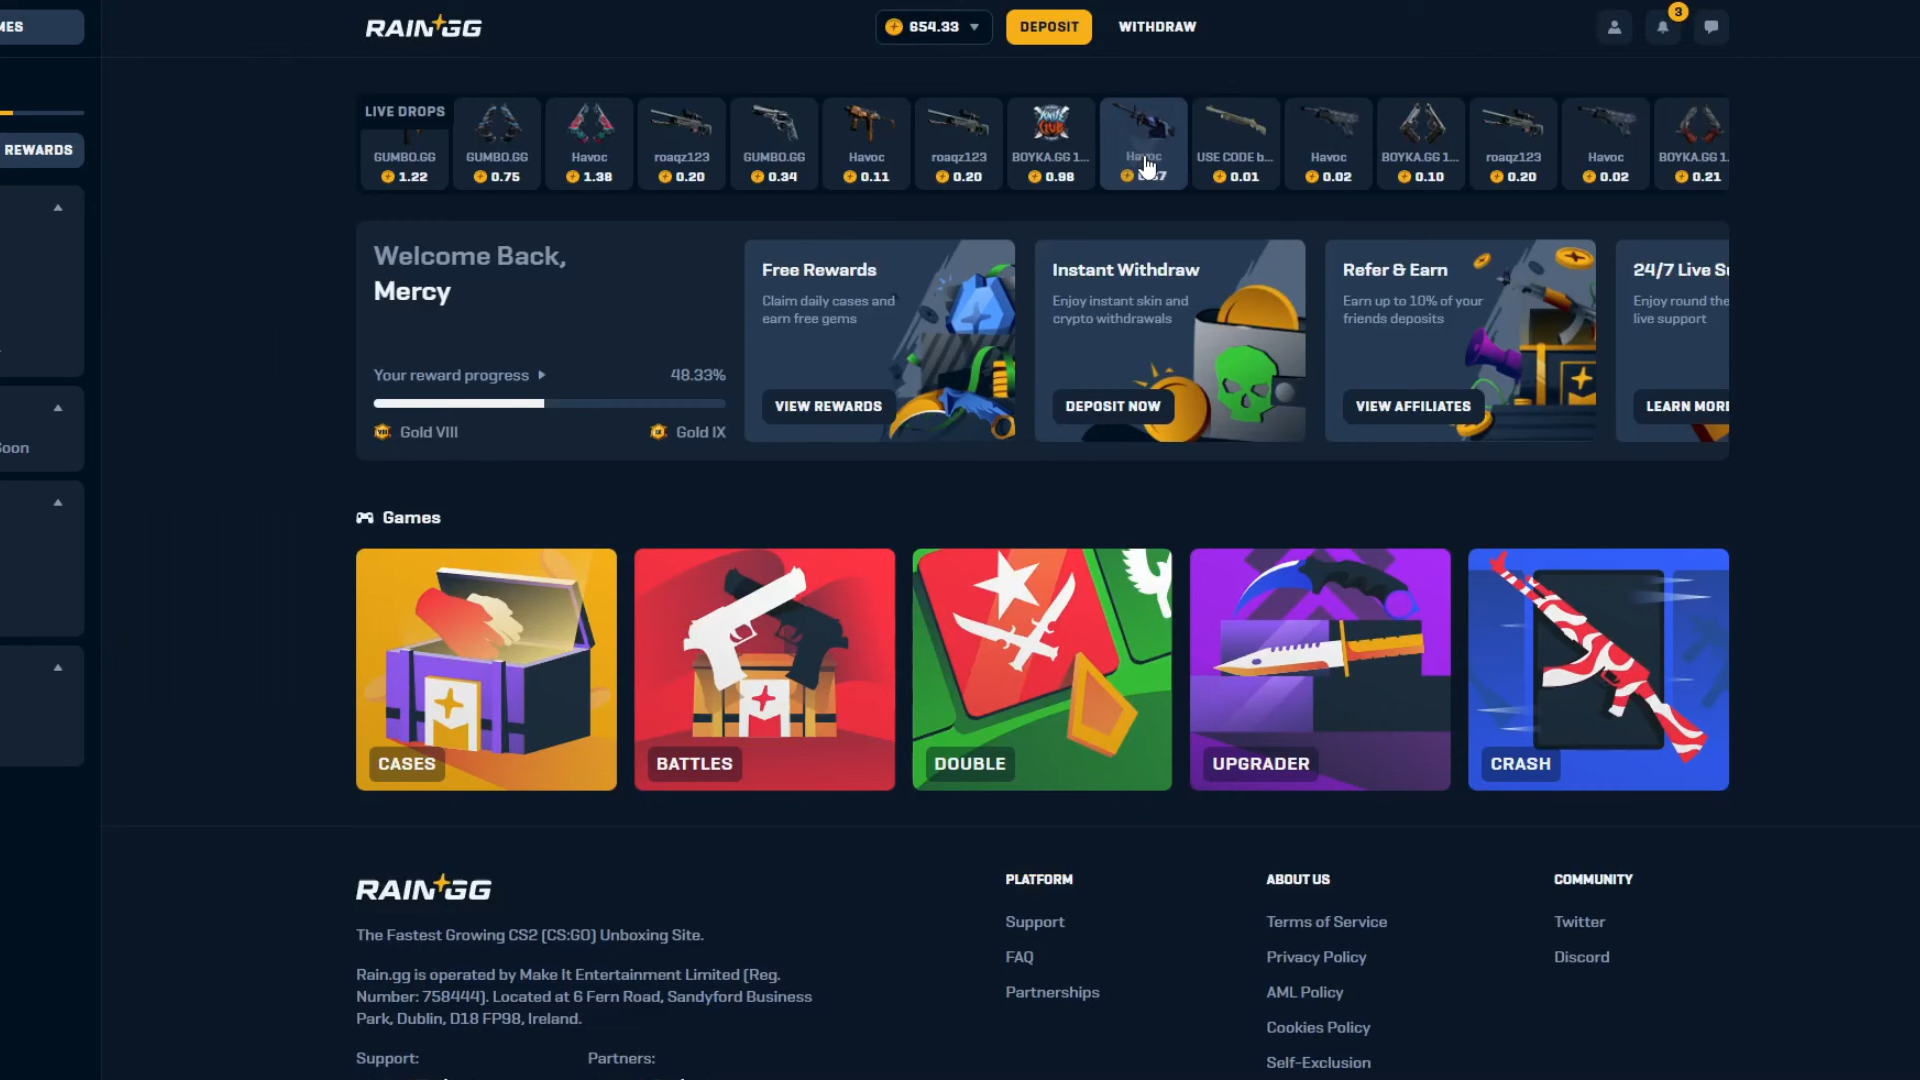 MES
RAIN GG
654.33
DEPOSIT
WITHDRAW
3
REWARDS
LIVE DROPS
GUMBO.GG
1.22
GUMBO.GG
0.75
Havoc
1.38
roaqz123
0.20
GUMBO.GG
0.34
Havoc
0.11
roaqz123
0.20
BOYKA.GG 1...
0.98
Havoc
USE CODE b...
0.01
Havoc
0.02
BOYKA.GG 1...
0.10
roaqz123
0.20
Havoc
0.02
BOYKA.GG 1.
0.21
Welcome Back,
Mercy
Your reward progress
48.33%
Gold VIII
Gold IX
Free Rewards
Claim daily cases and
earn free gems
VIEW REWARDS
Instant Withdraw
Enjoy instant skin and
crypto withdrawals
DEPOSIT NOW
Refer & Earn
Earn up to 10% of your
friends deposits
VIEW AFFILIATES
24/7 Live S
Enjoy round the
live support
LEARN MORE
Soon
Games
CASES
BATTLES
DOUBLE
UPGRADER
CRASH
RAIN GG
The Fastest Growing CS2 (CS:GO) Unboxing Site.
Rain.gg is operated by Make It Entertainment Limited (Reg.
Number: 758444). Located at 6 Fern Road, Sandyford Business
Park, Dublin, D18 FP98, Ireland.
Support:
Partners:
PLATFORM
Support
FAQ
Partnerships
ABOUT US
Terms of Service
Privacy Policy
AML Policy
Cookies Policy
Self-Exclusion
COMMUNITY
Twitter
Discord